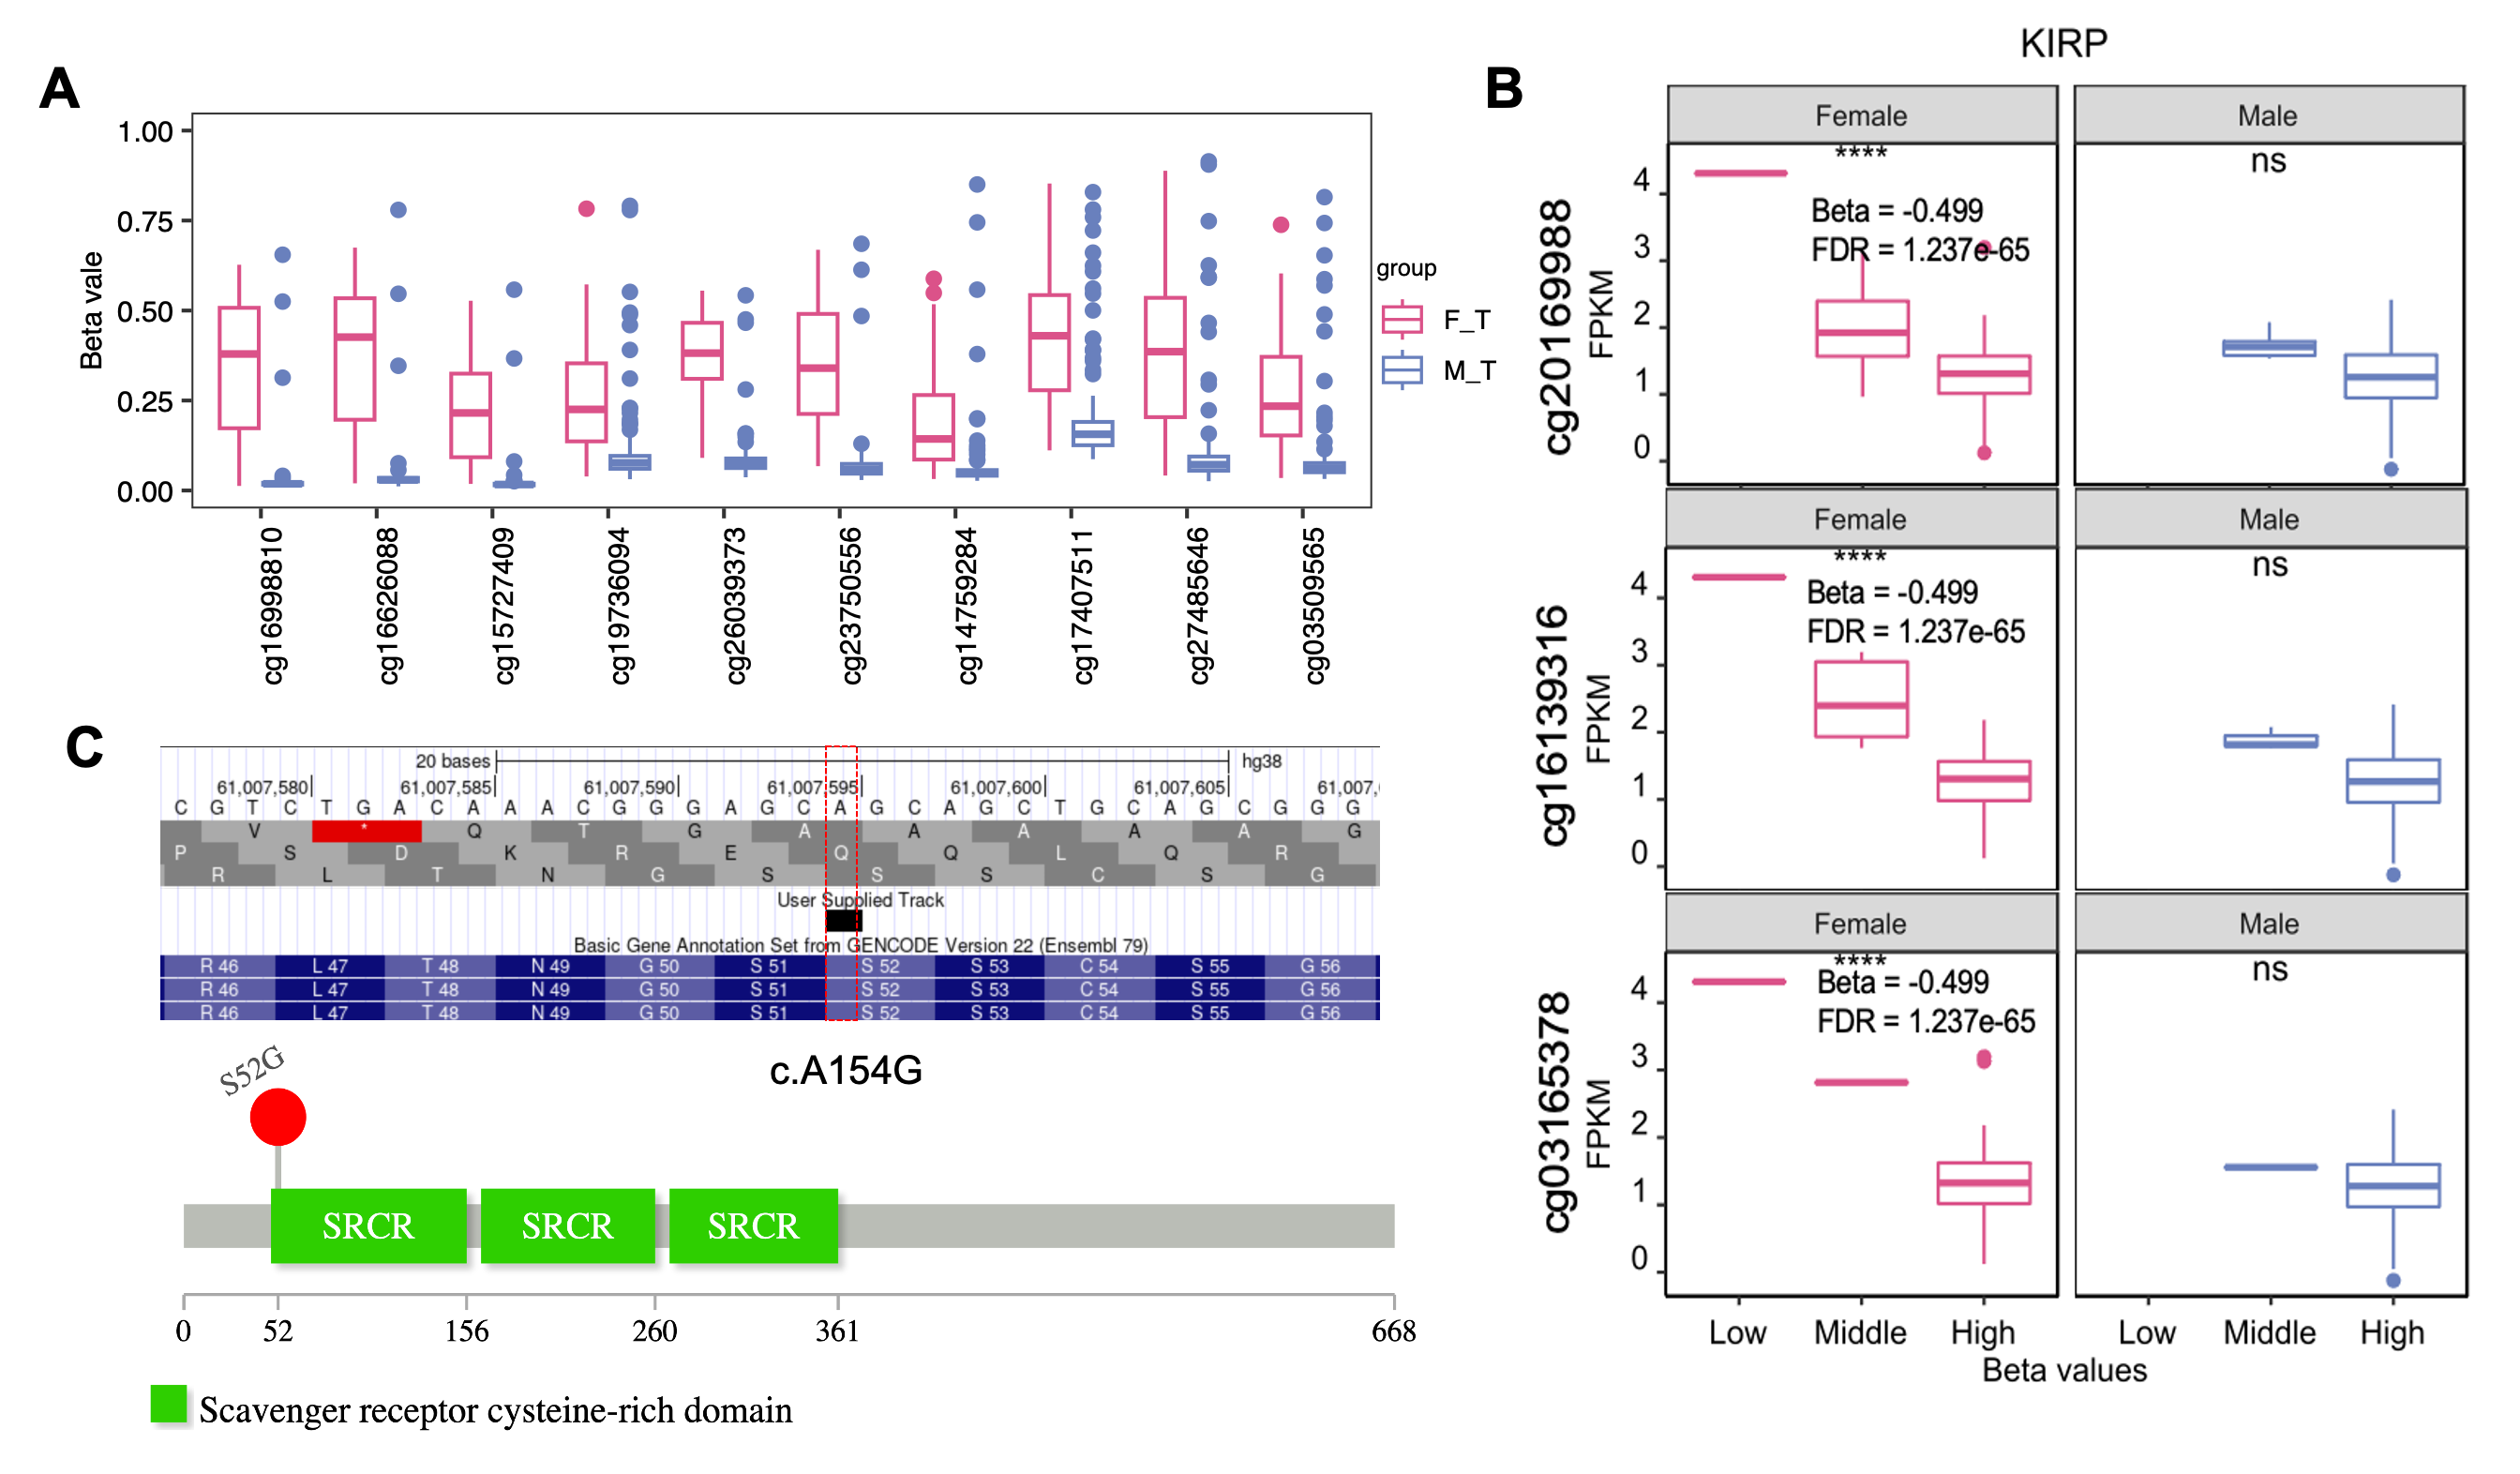 A
1.00
0.75
0.50
0.25
0.00
Beta vale
cg16998810
cg16626088
cg15727409
cg19736094
cg26039373
cg23750556
cg14759284
cg17407511
cg27485646
cg03509565
group
F_T
M_T
B
KIRP
Female
Male
cg20169988
FPKM
4
3
2
1
0
****
Beta = -0.499
FDR = 1.237e-65
ns
Female
Male
cg16139316
FPKM
4
3
2
1
0
****
Beta = -0.499
FDR = 1.237e-65
ns
Female
Male
cg03165378
FPKM
4
3
2
1
0
****
Beta = -0.499
FDR = 1.237e-65
ns
Low Middle High Low Middle High
Beta values
C
20 bases hg38
61,007,580 61,007,585 61,007,590 61,007,595 61,007,600 61,007,605 61,007,
C G T C T G A C A A A C G G G A G C A G C A G C T G C A G C G G G
V * Q T G A A A A A G
P S D K R E Q Q L Q R
R L T N G S S S C S G
User Supplied Track
Basic Gene Annotation Set from GENCODE Version 22 (Ensembl 79)
R 46 L 47 T 48 N 49 G 50 S 51 S 52 S 53 C 54 S 55 G 56
R 46 L 47 T 48 N 49 G 50 S 51 S 52 S 53 C 54 S 55 G 56
R 46 L 47 T 48 N 49 G 50 S 51 S 52 S 53 C 54 S 55 G 56
c.A154G
S52G
SRCR SRCR SRCR
0 52 156 260 361 668
Scavenger receptor cysteine-rich domain